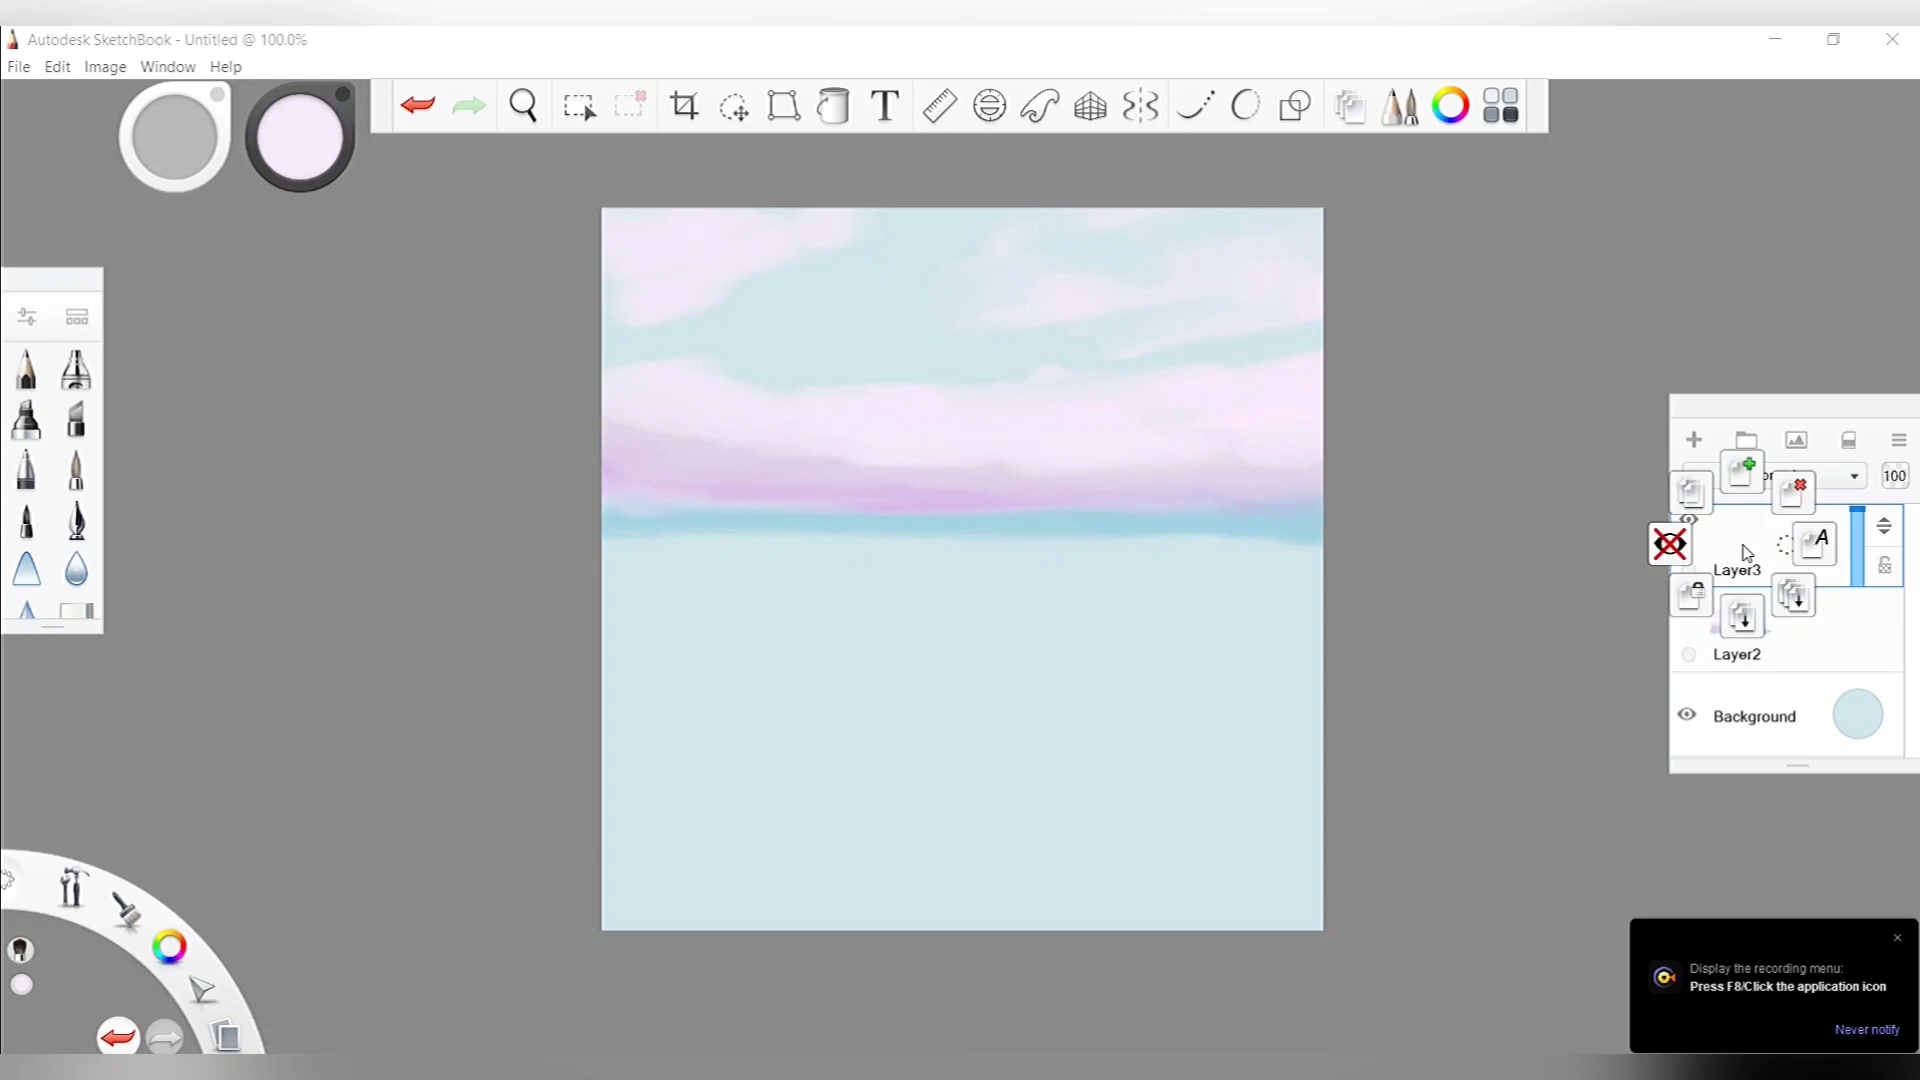 Autodesk SketchBook - Untitled @ 100.0%
File Edit Image Window Help
T
100
A
Layer3
Layer2
Background
Display the recording menu:
Press F8/Click the application icon
Never notify